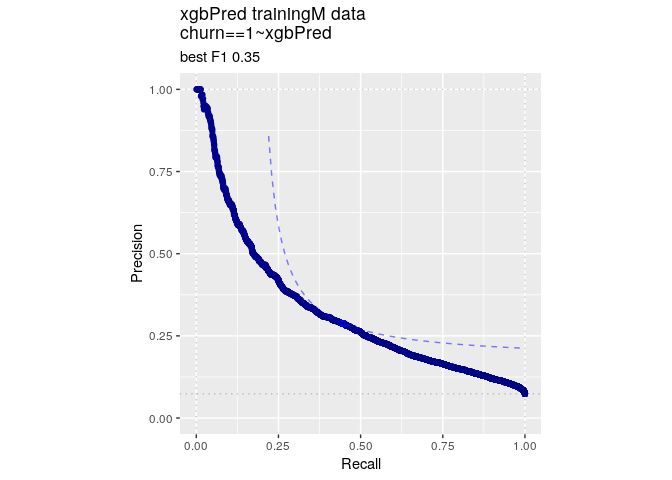 xgbPred trainingM data
churn==1~xgbPred
best F1 0.35
1.00
0.75
0.50
0.25
0.00
Precision
0.00 0.25 0.50 0.75 1.00
Recall